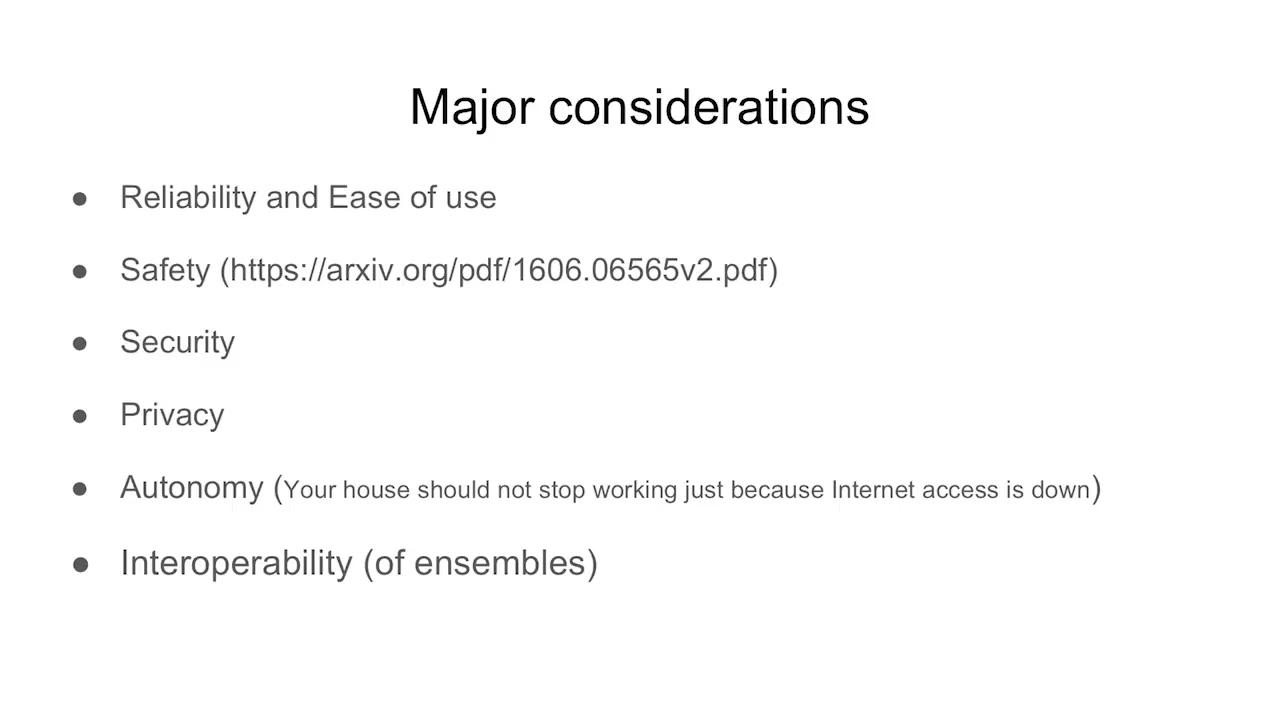 Major considerations
● Reliability and Ease of use
● Safety (https://arxiv.org/pdf/1606.06565v2.pdf)
● Security
● Privacy
● Autonomy (Your house should not stop working just because Internet access is down)
● Interoperability (of ensembles)